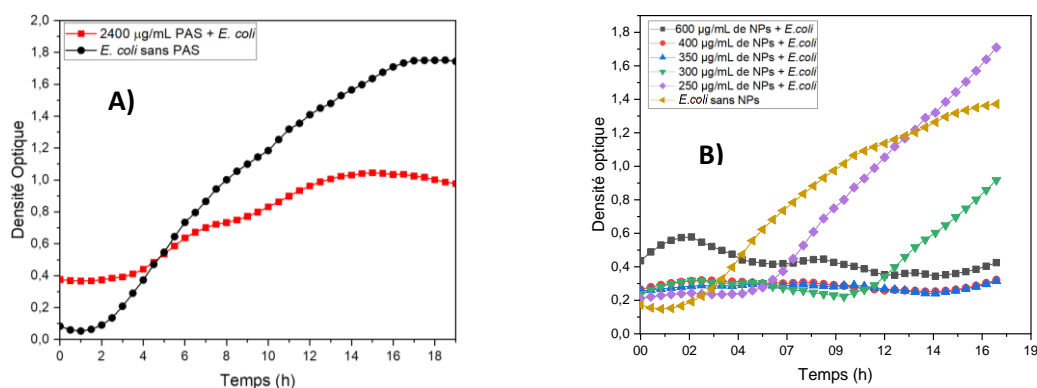 A)
2400 µg/mL PAS + E. coli
E. coli sans PAS
Densité Optique
2,0
1,8
1,6
1,4
1,2
1,0
0,8
0,6
0,4
0,2
0,0
0 2 4 6 8 10 12 14 16 18
Temps (h)
B)
600 µg/mL de NPs + E.coli
400 µg/mL de NPs + E.coli
350 µg/mL de NPs + E.coli
300 µg/mL de NPs + E.coli
250 µg/mL de NPs + E.coli
E.coli sans NPs
Densité optique
1,8
1,6
1,4
1,2
1,0
0,8
0,6
0,4
0,2
0,0
00 02 04 07 09 12 14 16 19
Temps (h)